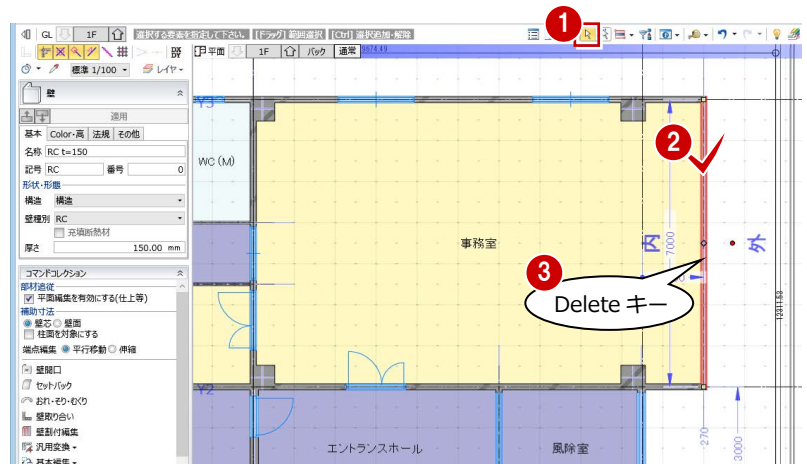 GL 1F 選択する要素を指定して下さい。 [[ドラッグ] 範囲選択] [[Ctrl] 選択追加・解除]
平面 1F バック 通常
標準 1/100 レイヤ
壁
適用
基本 Color・高 法規 その他
名称 RC t=150
記号 RC 番号 0
形状・形態
構造 構造
壁種別 RC
充填断熱材
厚さ 150.00 mm
コマンドコレクション
部材追従
平面編集を有効にする(仕上等)
補助寸法
壁芯 壁面
柱面を対象にする
端点編集 平行移動 伸縮
壁開口
セットバック
おれ・そり・むくり
壁取り合い
壁割付編集
汎用変換
基本編集
1
Y3
WC (M)
2
事務室
内
7000
外
3
Delete キー
12311.53
Y2
エントランスホール
風除室
270
3000